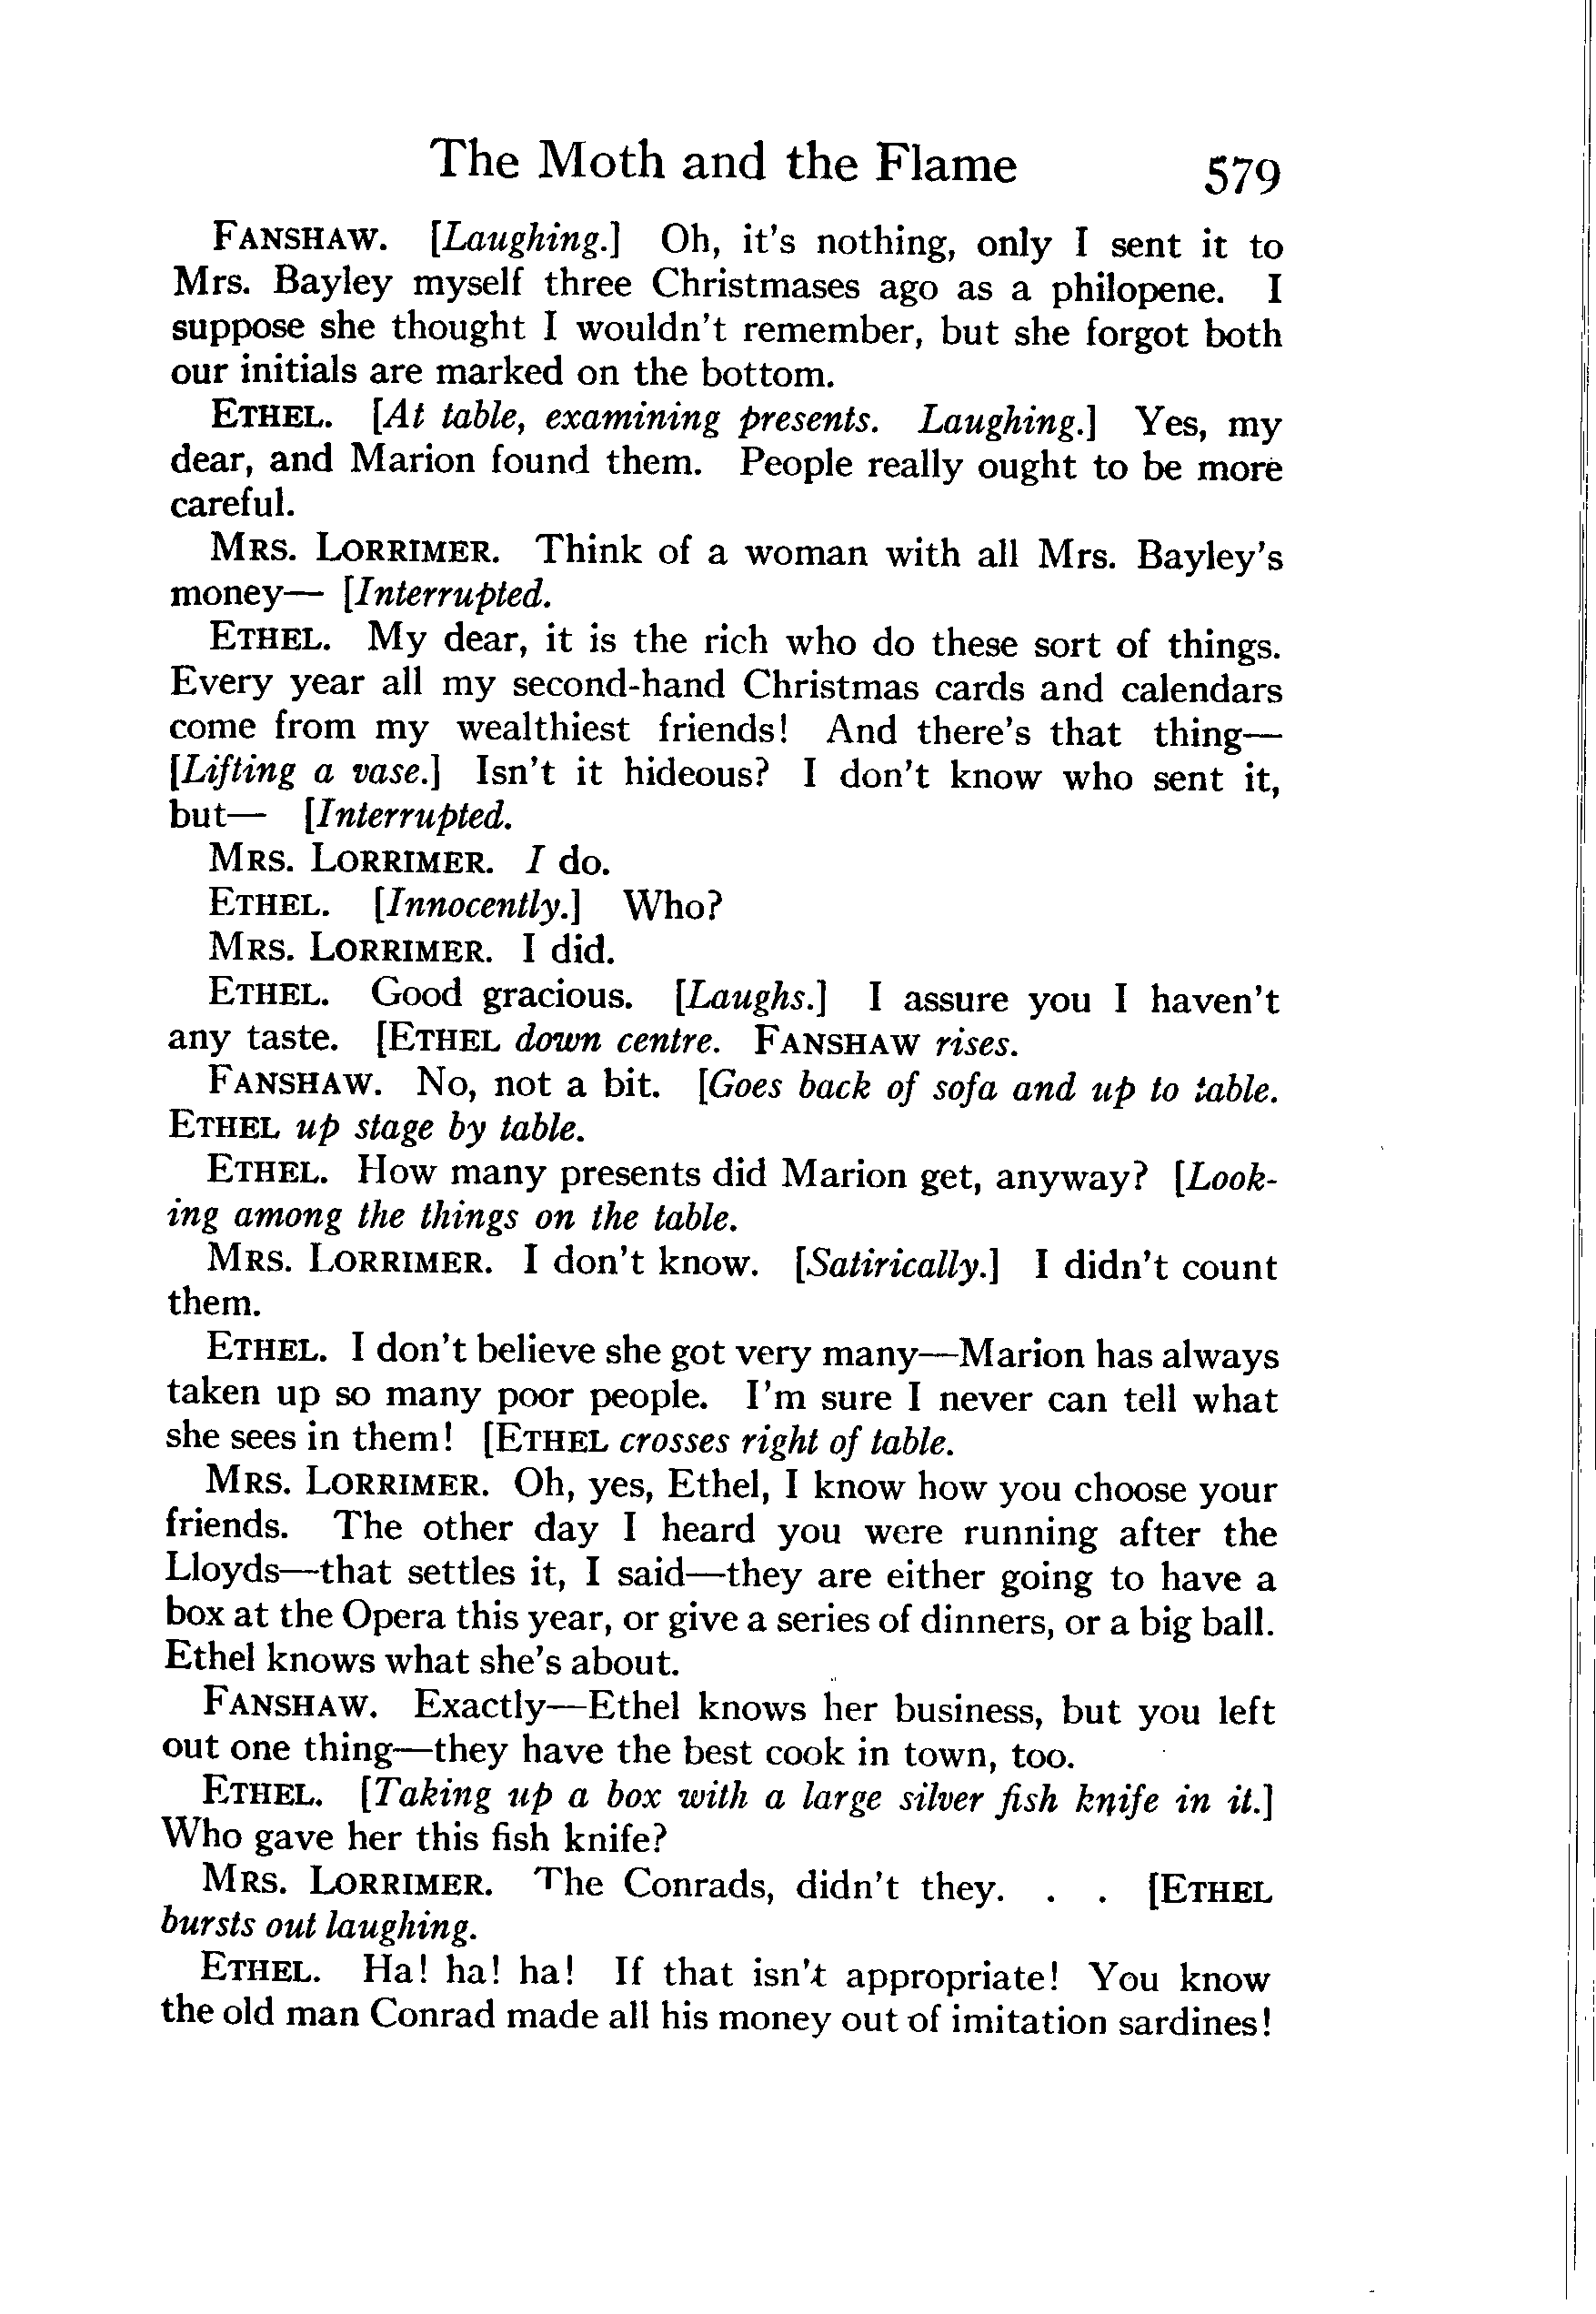 The Moth and the Flame 579
FANSHAW. [Laughing.] Oh, it's nothing, only I sent it to
Mrs. Bayley myself three Christmases ago as a philopene. I
suppose she thought I wouldn't remember, but she forgot both
our initials are marked on the bottom.
ETHEL. [At table, examining presents. Laughing.] Yes, my
dear, and Marion found them. People really ought to be more
careful.
MRS. LORRIMER. Think of a woman with all Mrs. Bayley's
money— [Interrupted.
ETHEL. My dear, it is the rich who do these sort of things.
Every year all my second-hand Christmas cards and calendars
come from my wealthiest friends! And there's that thing—
[Lifting a vase.] Isn't it hideous? I don't know who sent it,
but— [Interrupted.
MRS. LORRIMER. I do.
ETHEL. [Innocently.] Who?
MRS. LORRIMER. I did.
ETHEL. Good gracious. [Laughs.] I assure you I haven't
any taste. [ETHEL down centre. FANSHAW rises.
FANSHAW. No, not a bit. [Goes back of sofa and up to table.
ETHEL up stage by table.
ETHEL. How many presents did Marion get, anyway? [Look-
ing among the things on the table.
MRS. LORRIMER. I don't know. [Satirically.] I didn't count
them.
ETHEL. I don't believe she got very many—Marion has always
taken up so many poor people. I'm sure I never can tell what
she sees in them! [ETHEL crosses right of table.
MRS. LORRIMER. Oh, yes, Ethel, I know how you choose your
friends. The other day I heard you were running after the
Lloyds—that settles it, I said—they are either going to have a
box at the Opera this year, or give a series of dinners, or a big ball.
Ethel knows what she's about.
FANSHAW. Exactly—Ethel knows her business, but you left
out one thing—they have the best cook in town, too.
ETHEL. [Taking up a box with a large silver fish knife in it.]
Who gave her this fish knife?
MRS. LORRIMER. The Conrads, didn't they. . . [ETHEL
bursts out laughing.
ETHEL. Ha! ha! ha! If that isn't appropriate! You know
the old man Conrad made all his money out of imitation sardines!